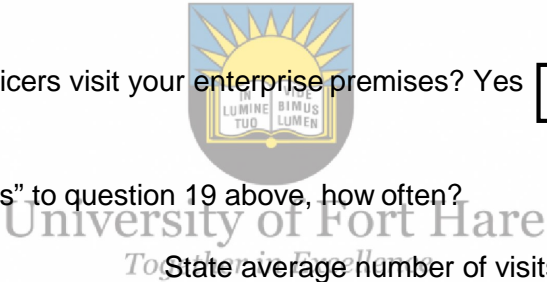 icers visit your enterprise premises? Yes
IN VIDE
LUMINE BIMUS
TUO LUMEN
s” to question 19 above, how often?
University of Fort Hare
Together in Excellence
State average number of visits